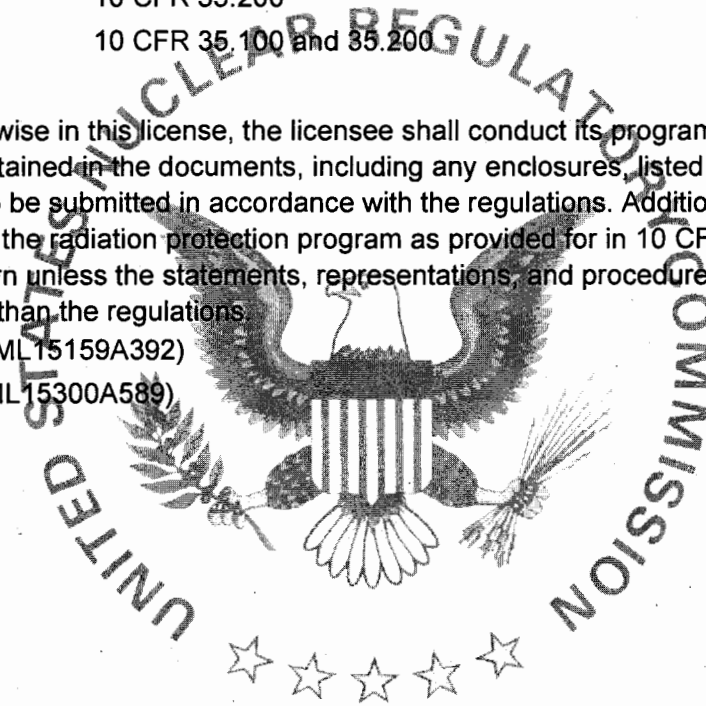 10 CFR 35.200
10 CFR 35.100 and 35.200
wise in this license, the licensee shall conduct its program
tained in the documents, including any enclosures, listed
be submitted in accordance with the regulations. Additio
the radiation protection program as provided for in 10 CF
rn unless the statements, representations, and procedure
than the regulations.
ML15159A392)
IL15300A589)
UNITED STATES NUCLEAR REGULATORY COMMISSION